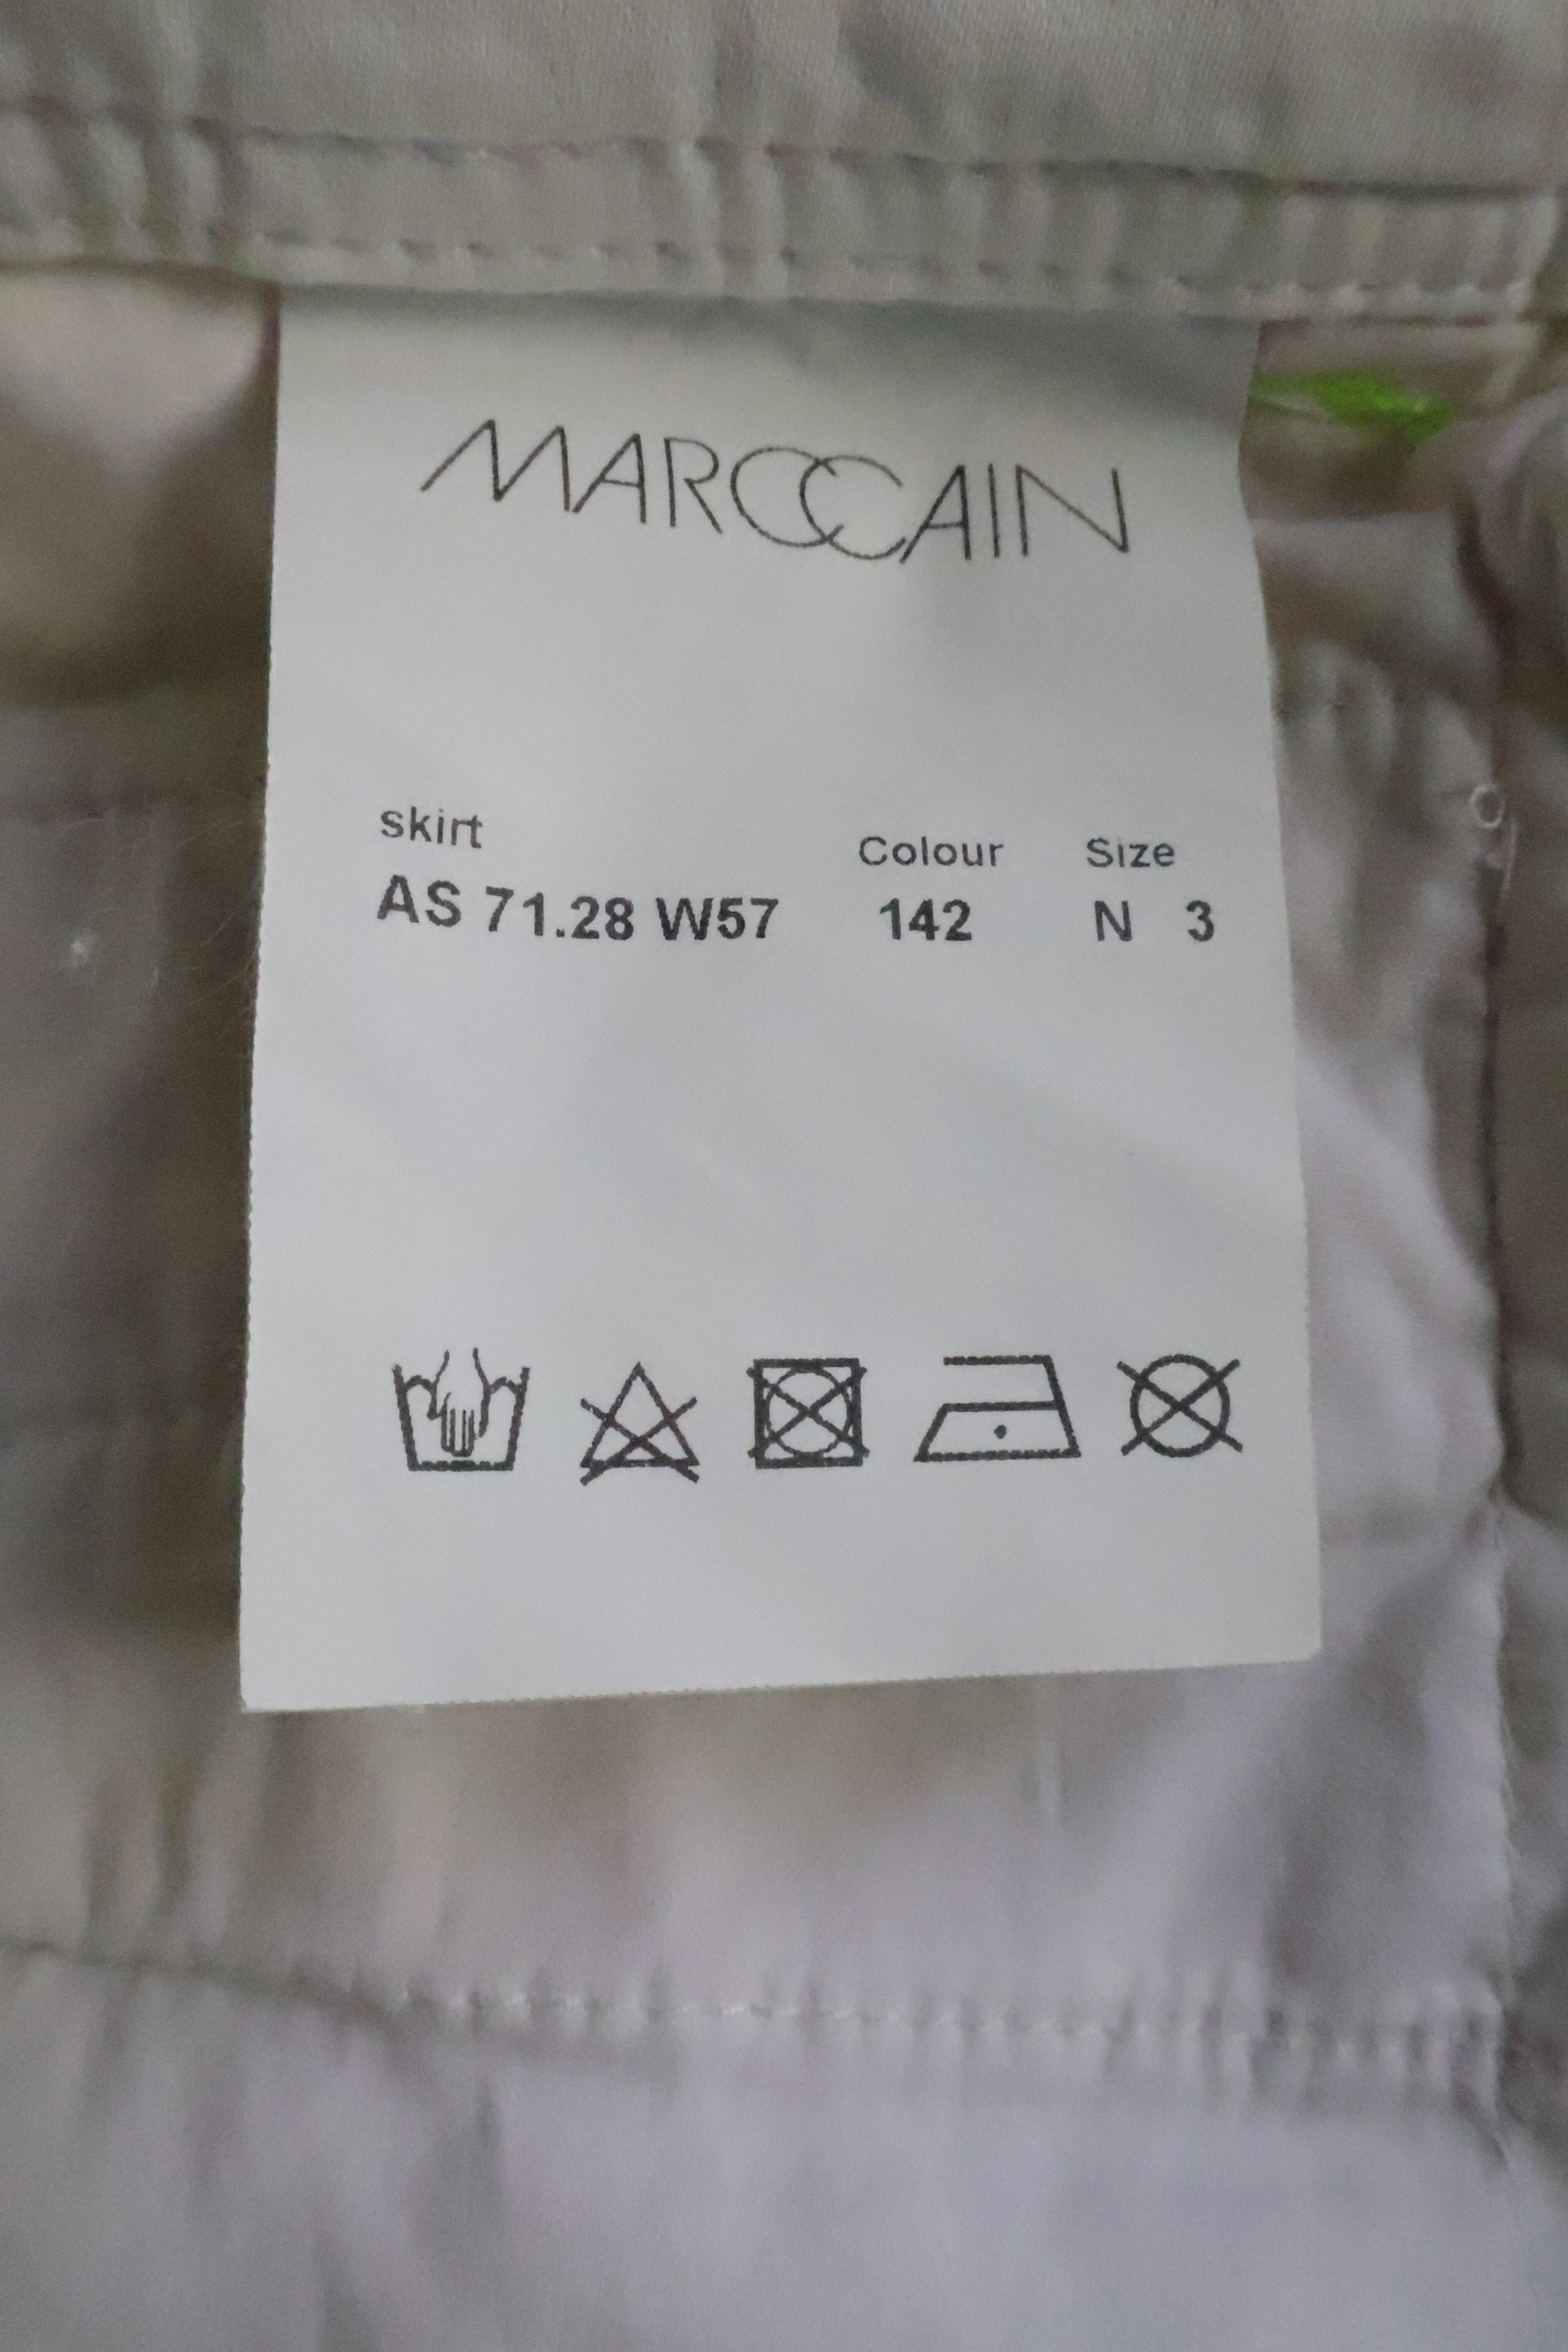 MARCCAIN
skirt Colour Size
AS 71.28 W57 142 N 3